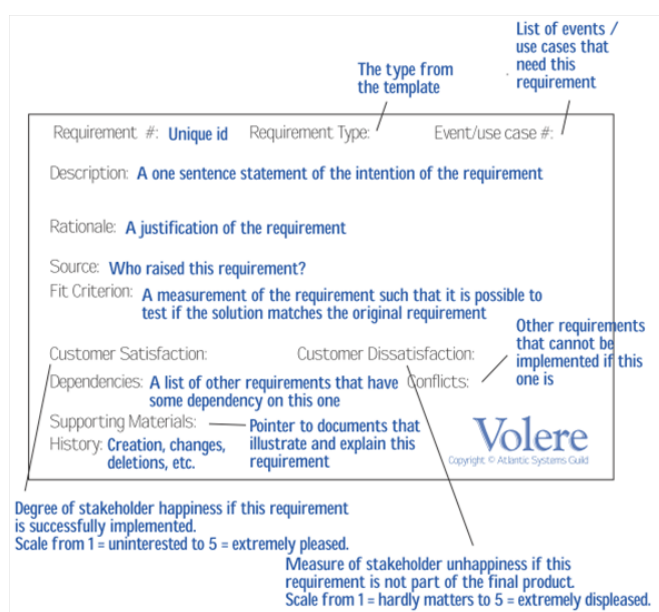 List of events /
use cases that
need this
requirement
The type from
the template
Requirement #: Unique id Requirement Type: Event/use case #:
Description: A one sentence statement of the intention of the requirement
Rationale: A justification of the requirement
Source: Who raised this requirement?
Fit Criterion: A measurement of the requirement such that it is possible to
test if the solution matches the original requirement
Other requirements
that cannot be
implemented if this
one is
Customer Satisfaction: Customer Dissatisfaction:
Dependencies: A list of other requirements that have Conflicts:
some dependency on this one
Supporting Materials: Pointer to documents that
illustrate and explain this
requirement
History: Creation, changes,
deletions, etc.
Volere
Copyright © Atlantic Systems Guild
Degree of stakeholder happiness if this requirement
is successfully implemented.
Scale from 1 = uninterested to 5 = extremely pleased.
Measure of stakeholder unhappiness if this
requirement is not part of the final product.
Scale from 1 = hardly matters to 5 = extremely displeased.